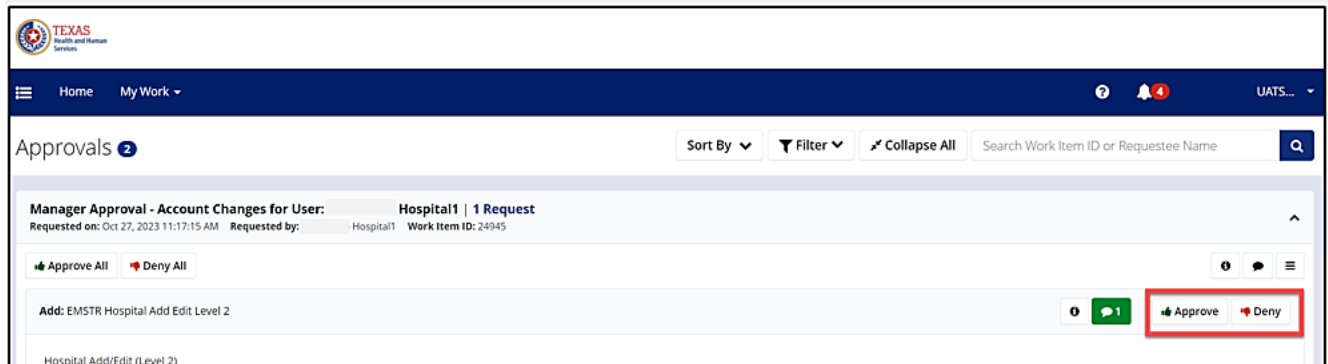 TEXAS
Health and Human
Services
Home My Work UATS...
4
Approvals 2 Sort By Filter Collapse All Search Work Item ID or Requestee Name
Manager Approval - Account Changes for User: Hospital1 | 1 Request
Requested on: Oct 27, 2023 11:17:15 AM Requested by: Hospital1 Work Item ID: 24945
Approve All Deny All
Add: EMSTR Hospital Add Edit Level 2 1 Approve Deny
Hospital Add/Edit (Level 2)